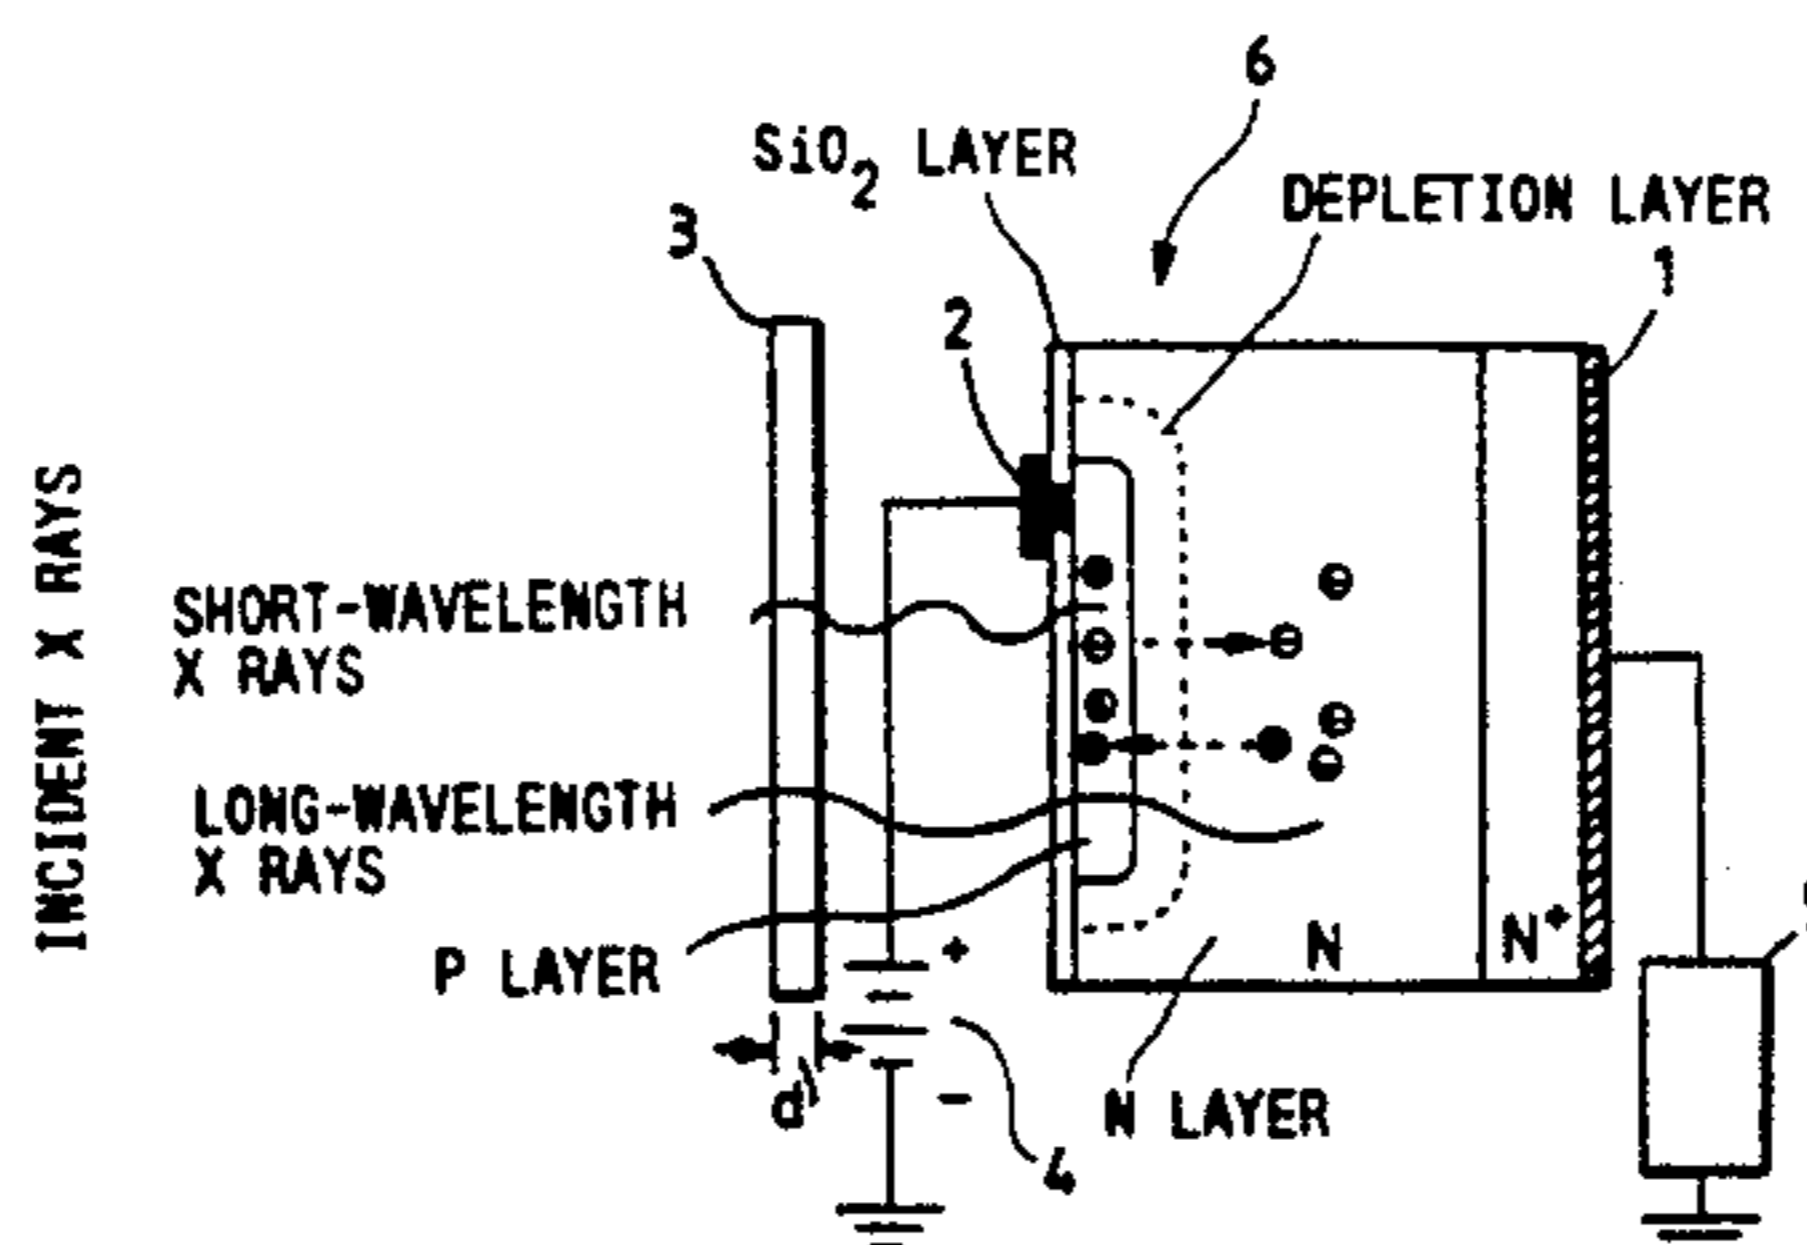 6
SiO2 LAYER
DEPLETION LAYER
3
1
2
INCIDENT X RAYS
SHORT-WAVELENGTH
X RAYS
LONG-WAVELENGTH
X RAYS
P LAYER
+
N
N+
d'
-
N LAYER
4